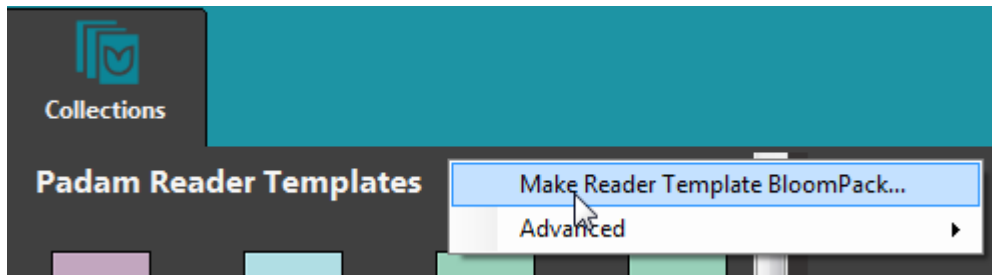 Collections
Padam Reader Templates
Make Reader Template BloomPack...
Advanced